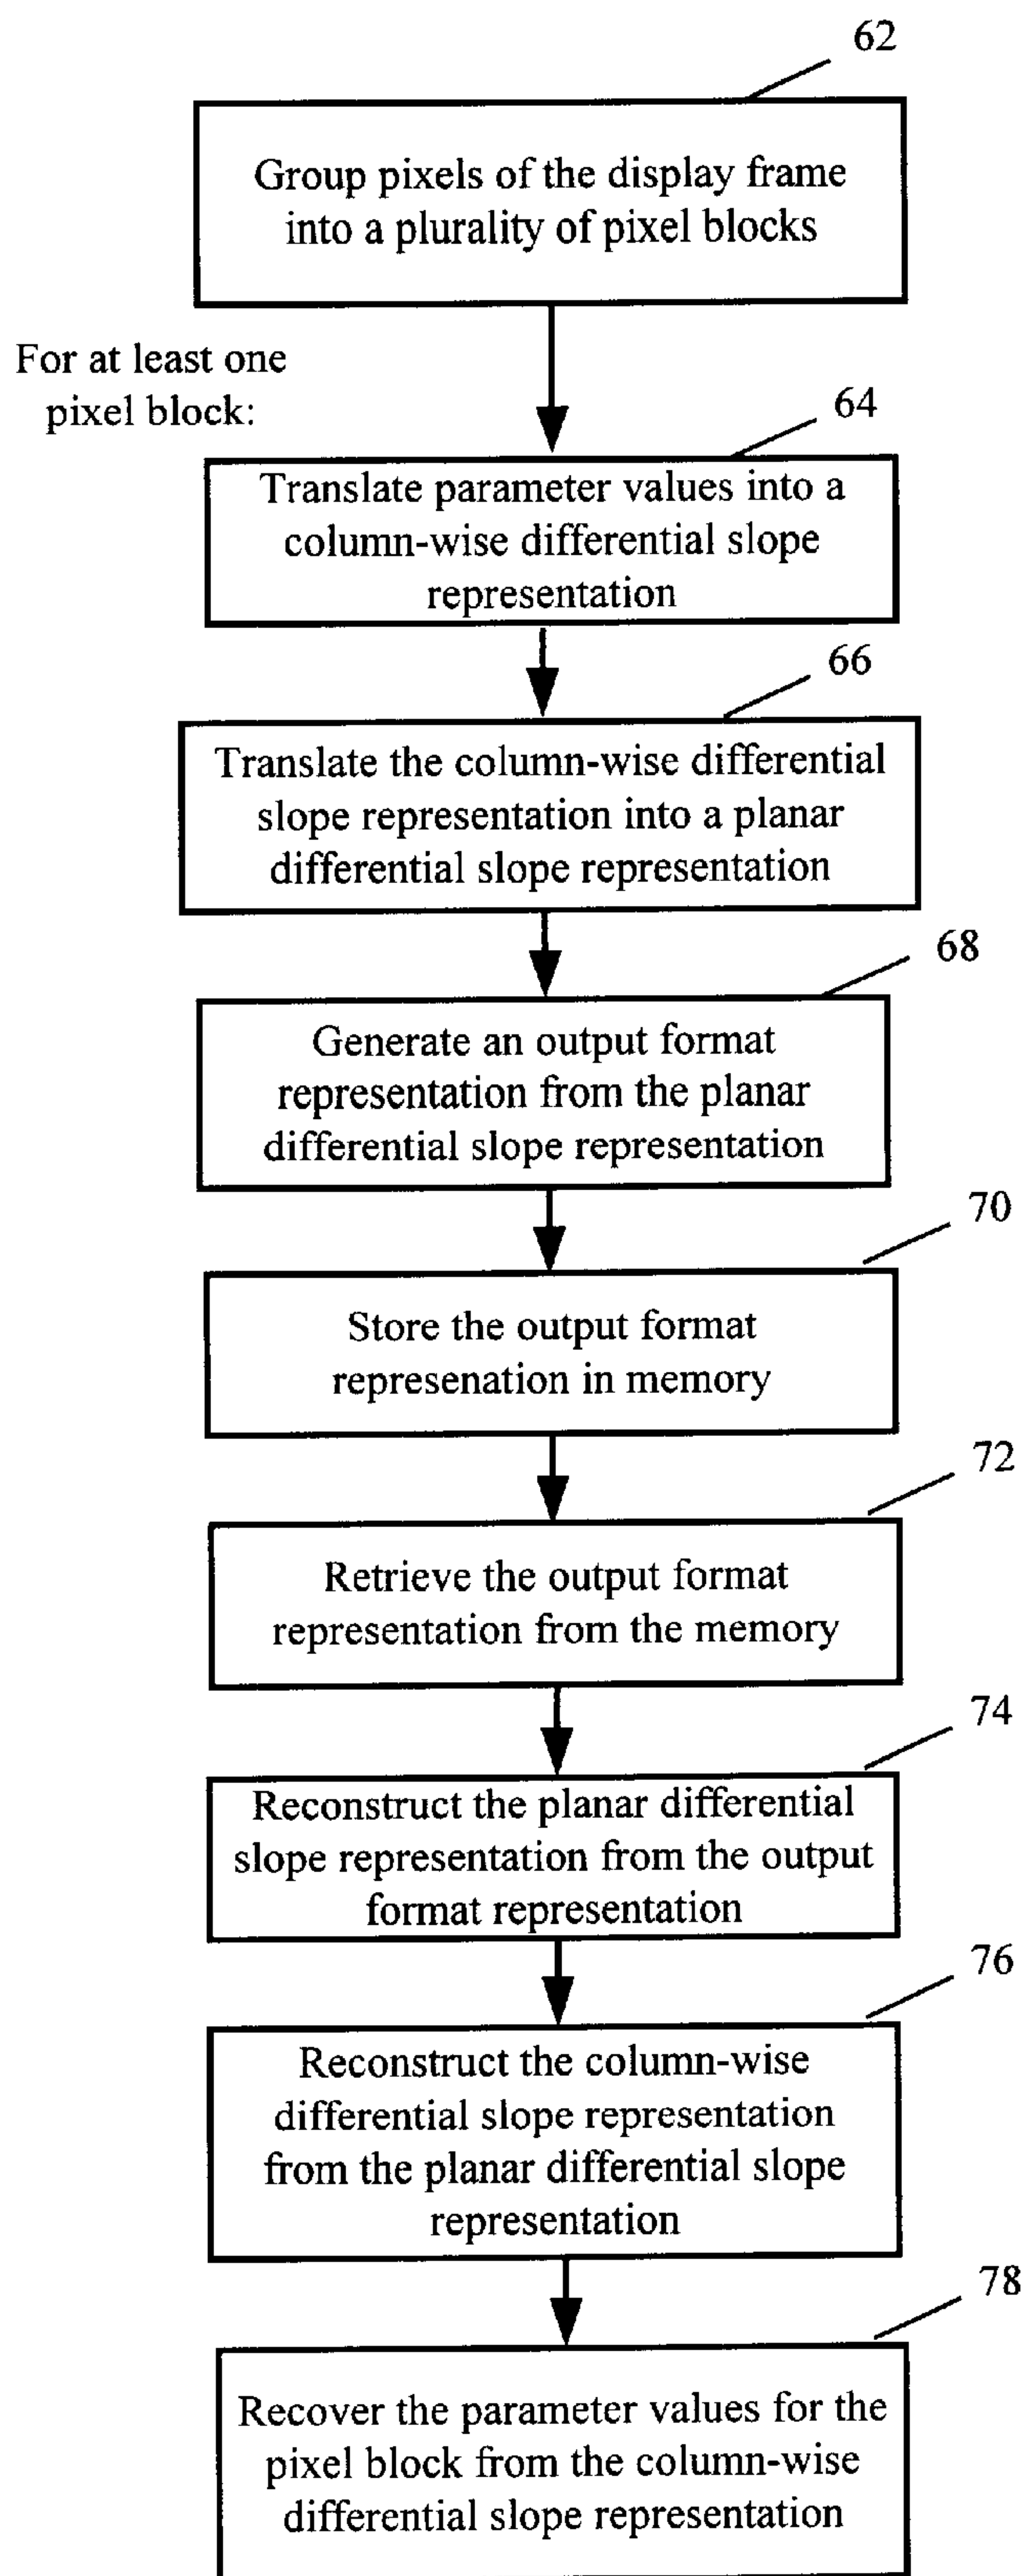 62
Group pixels of the display frame
into a plurality of pixel blocks
For at least one
pixel block:
64
Translate parameter values into a
column-wise differential slope
representation
66
Translate the column-wise differential
slope representation into a planar
differential slope representation
68
Generate an output format
representation from the planar
differential slope representation
70
Store the output format
represenation in memory
72
Retrieve the output format
representation from the memory
74
Reconstruct the planar differential
slope representation from the output
format representation
76
Reconstruct the column-wise
differential slope representation
from the planar differential slope
representation
78
Recover the parameter values for the
pixel block from the column-wise
differential slope representation